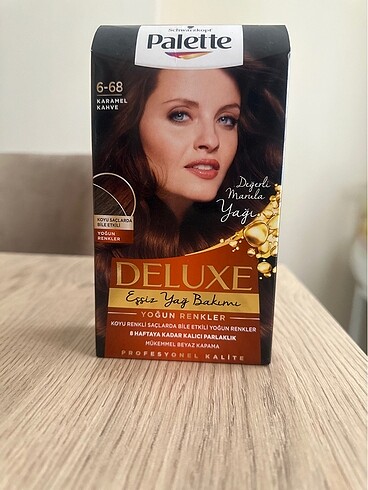 Schwarzkopf
Palette
6-68
KARAMEL
KAHVE
Değerli
Marula
Yağı
KOYU SAÇLARDA
BİLE ETKİLİ
YOĞUN
RENKLER
DELUXE
Eşsiz Yağ Bakımı
YOĞUN RENKLER
KOYU RENKLİ SAÇLARDA BİLE ETKİLİ YOĞUN RENKLER
8 HAFTAYA KADAR KALICI PARLAKLIK
MÜKEMMEL BEYAZ KAPAMA
PROFESYONEL KALİTE